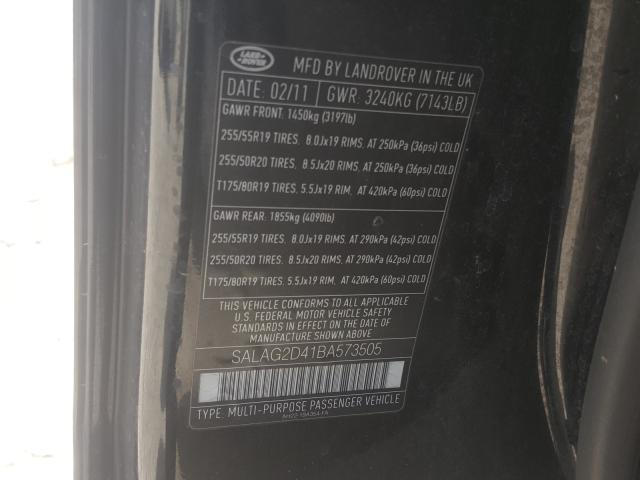 LAND
ROVER
MFD BY LANDROVER IN THE UK
DATE: 02/11 GWR: 3240KG (7143LB)
GAWR FRONT: 1450kg (3197lb)
255/55R19 TIRES, 8.0Jx19 RIMS, AT 250kPa (36psi) COLD
255/50R20 TIRES, 8.5Jx20 RIMS, AT 250kPa (36psi) COLD
T175/80R19 TIRES, 5.5Jx19 RIM, AT 420kPa (60psi) COLD
GAWR REAR: 1855kg (4090lb)
255/55R19 TIRES, 8.0Jx19 RIMS, AT 290kPa (42psi) COLD
255/50R20 TIRES, 8.5Jx20 RIMS, AT 290kPa (42psi) COLD
T175/80R19 TIRES, 5.5Jx19 RIM, AT 420kPa (60psi) COLD
THIS VEHICLE CONFORMS TO ALL APPLICABLE
U.S. FEDERAL MOTOR VEHICLE SAFETY
STANDARDS IN EFFECT ON THE DATE OF
MANUFACTURE SHOWN ABOVE
SALAG2D41BA573505
TYPE: MULTI-PURPOSE PASSENGER VEHICLE